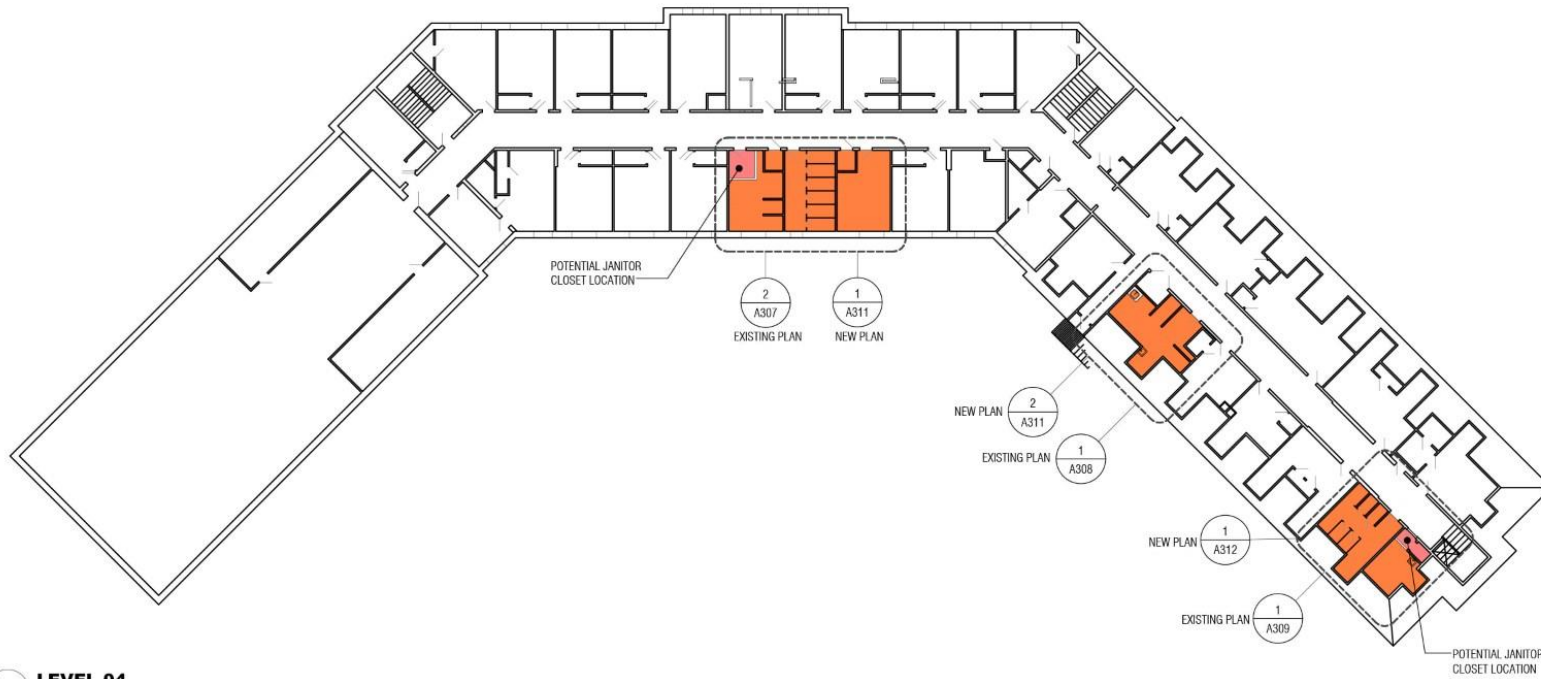 POTENTIAL JANITOR
CLOSET LOCATION
2
A307
EXISTING PLAN
1
A311
NEW PLAN
NEW PLAN
2
A311
EXISTING PLAN
1
A308
NEW PLAN
1
A312
EXISTING PLAN
1
A309
POTENTIAL JANITOR
CLOSET LOCATION
LEVEL 04